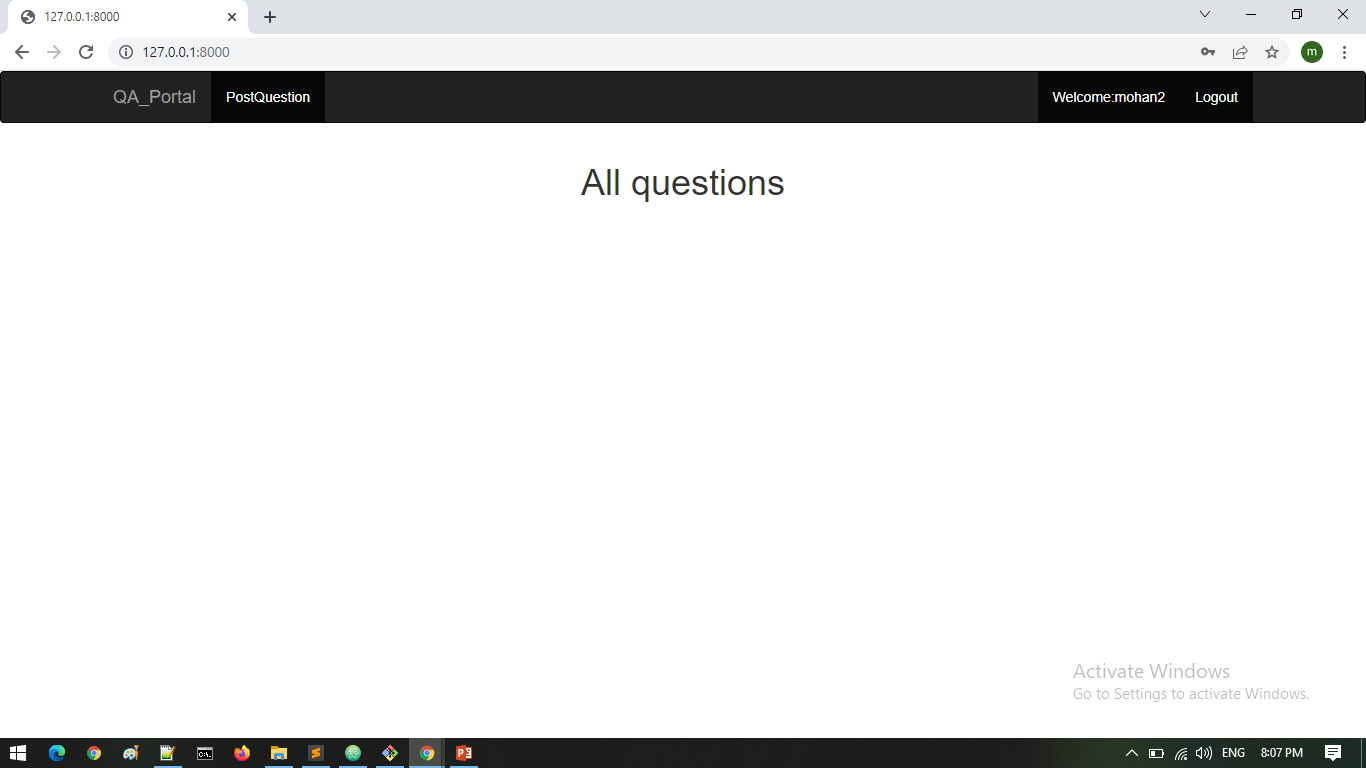 127.0.0.1:8000
127.0.0.1:8000
m
QA_Portal PostQuestion Welcome:mohan2 Logout
All questions
Activate Windows
Go to Settings to activate Windows.
ENG 8:07 PM